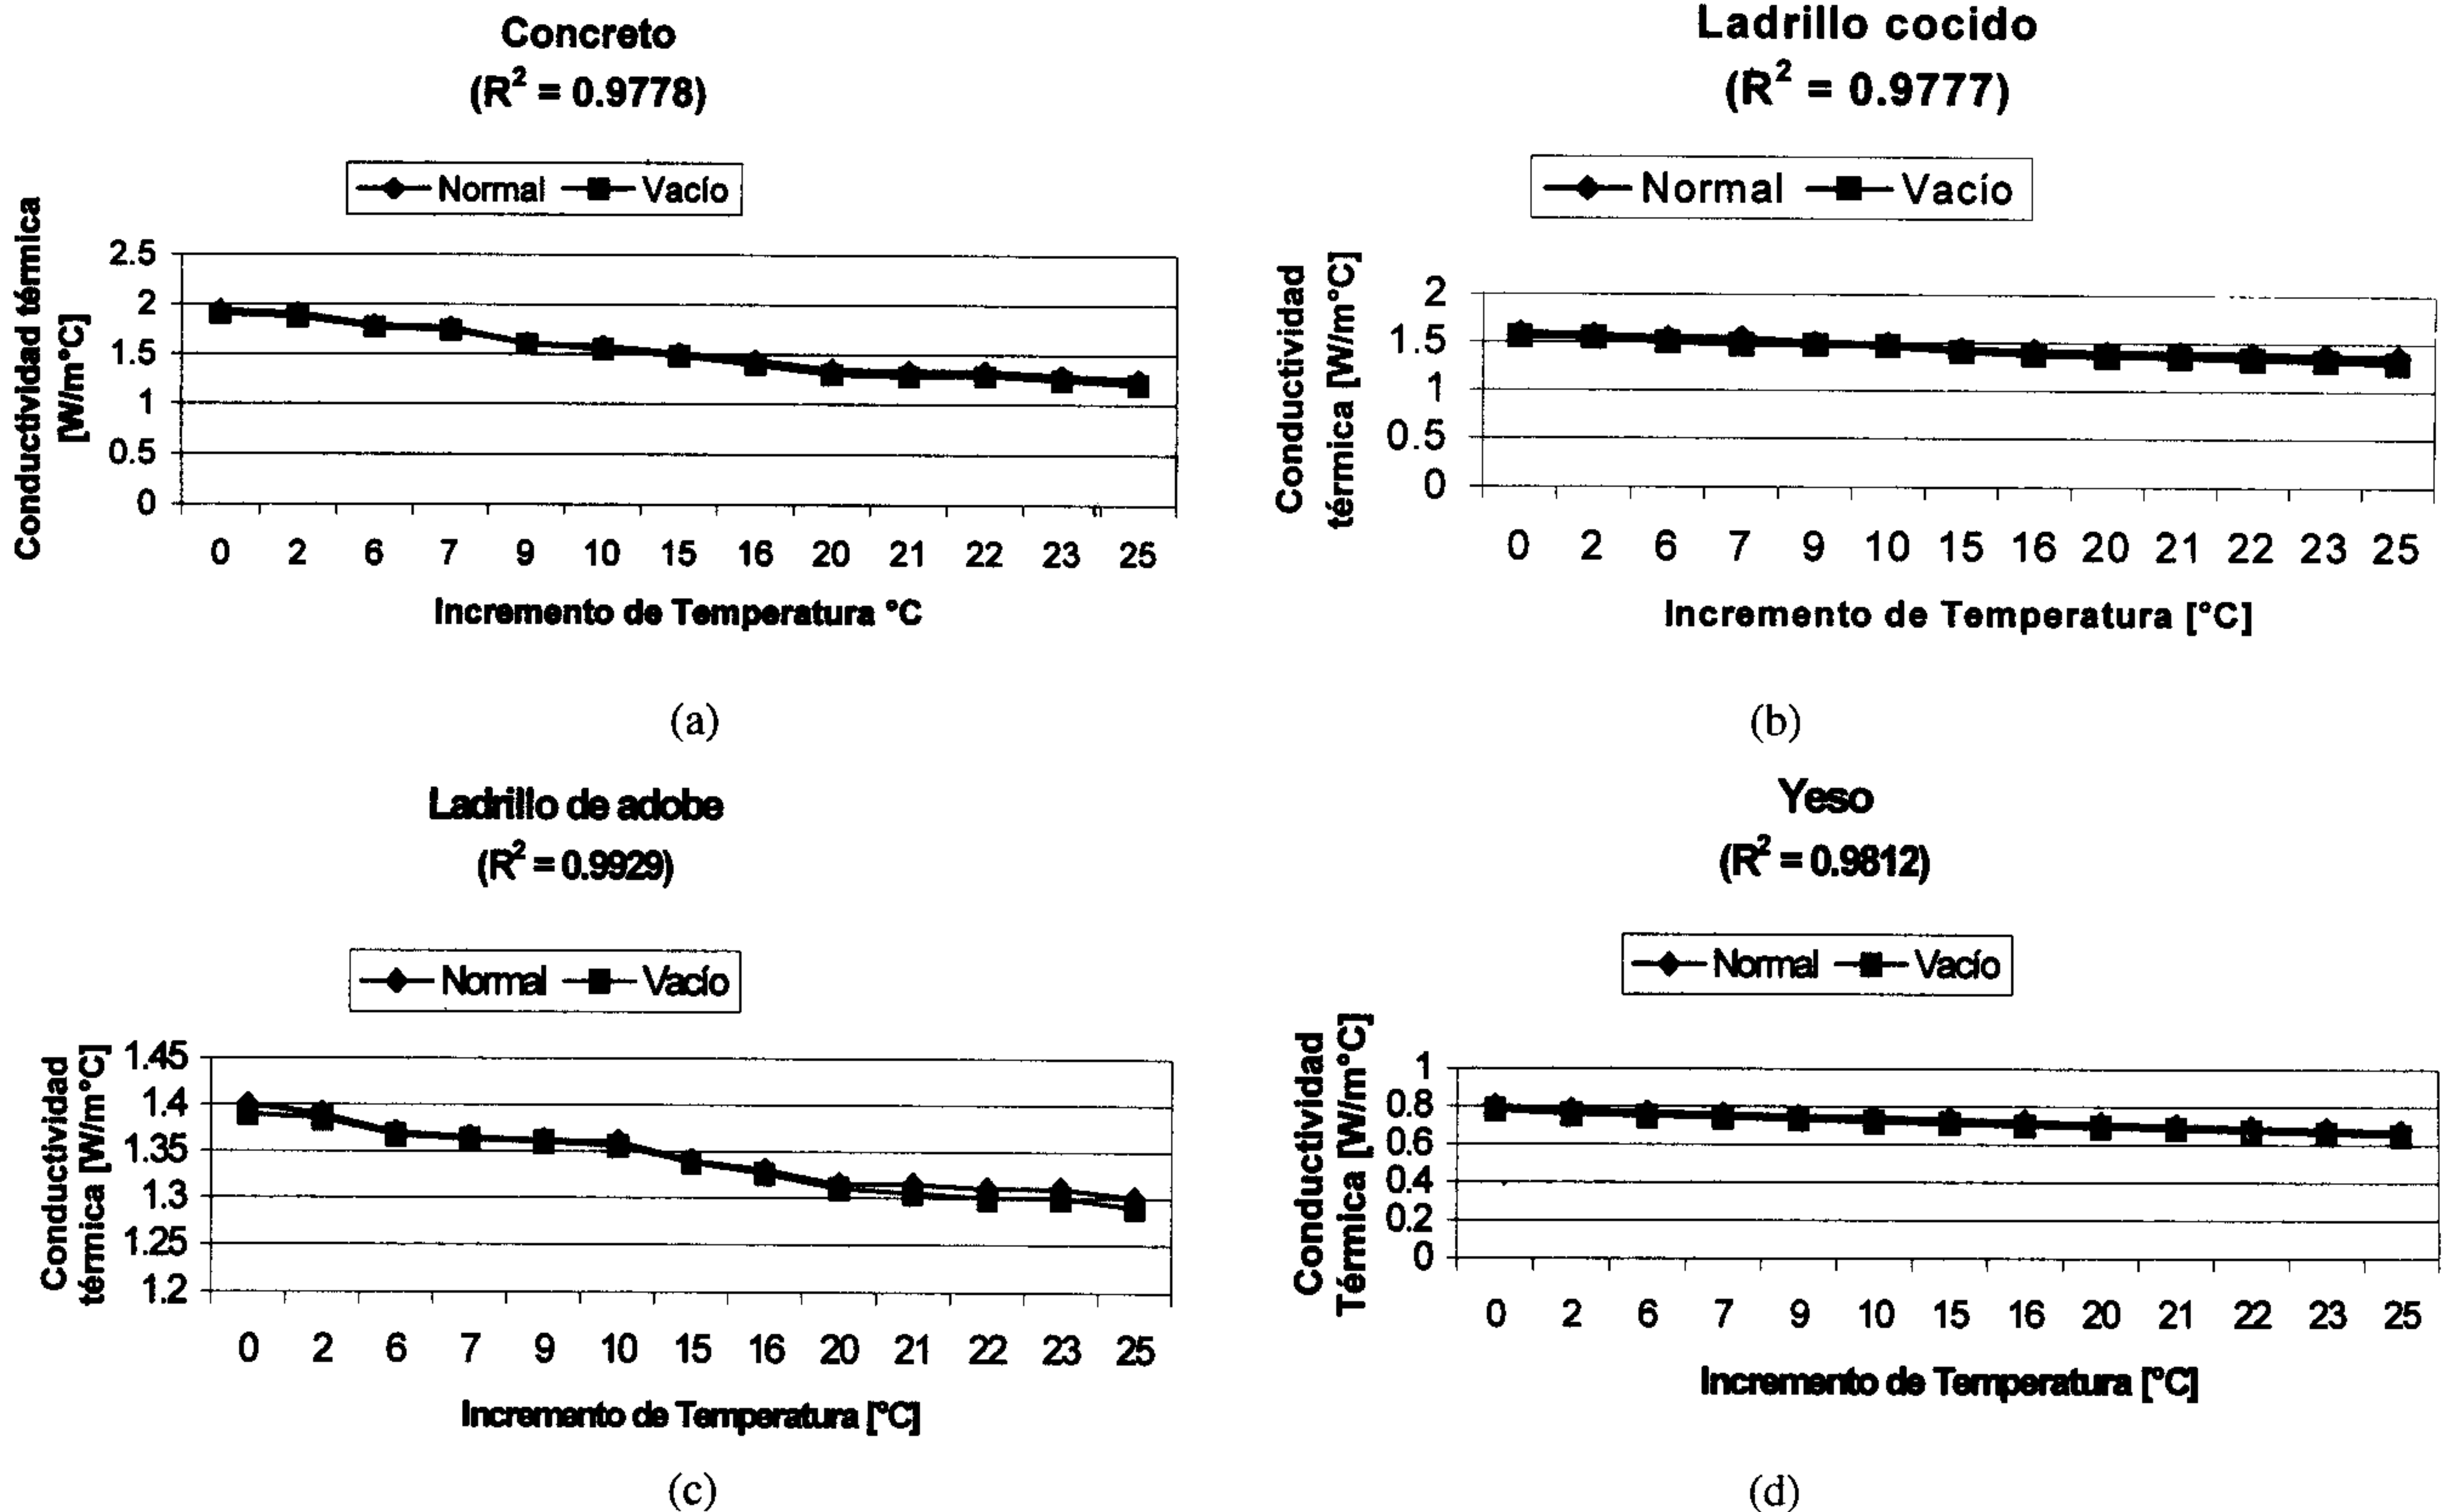 Concreto
(R² = 0.9778)
Normal Vacío
Conductividad térmica
[W/m°C]
2.5
2
1.5
1
0.5
0
0 2 6 7 9 10 15 16 20 21 22 23 25
Incremento de Temperatura °C
(a)
Ladrillo cocido
(R² = 0.9777)
Normal Vacío
Conductividad
térmica [W/m°C]
2
1.5
1
0.5
0
0 2 6 7 9 10 15 16 20 21 22 23 25
Incremento de Temperatura [°C]
(b)
Ladrillo de adobe
(R² = 0.9929)
Normal Vacío
Conductividad
térmica [W/m°C]
1.45
1.4
1.35
1.3
1.25
1.2
0 2 6 7 9 10 15 16 20 21 22 23 25
Incremento de Temperatura [°C]
(c)
Yeso
(R² = 0.9812)
Normal Vacío
Conductividad
Térmica [W/m°C]
1
0.8
0.6
0.4
0.2
0
0 2 6 7 9 10 15 16 20 21 22 23 25
Incremento de Temperatura [°C]
(d)